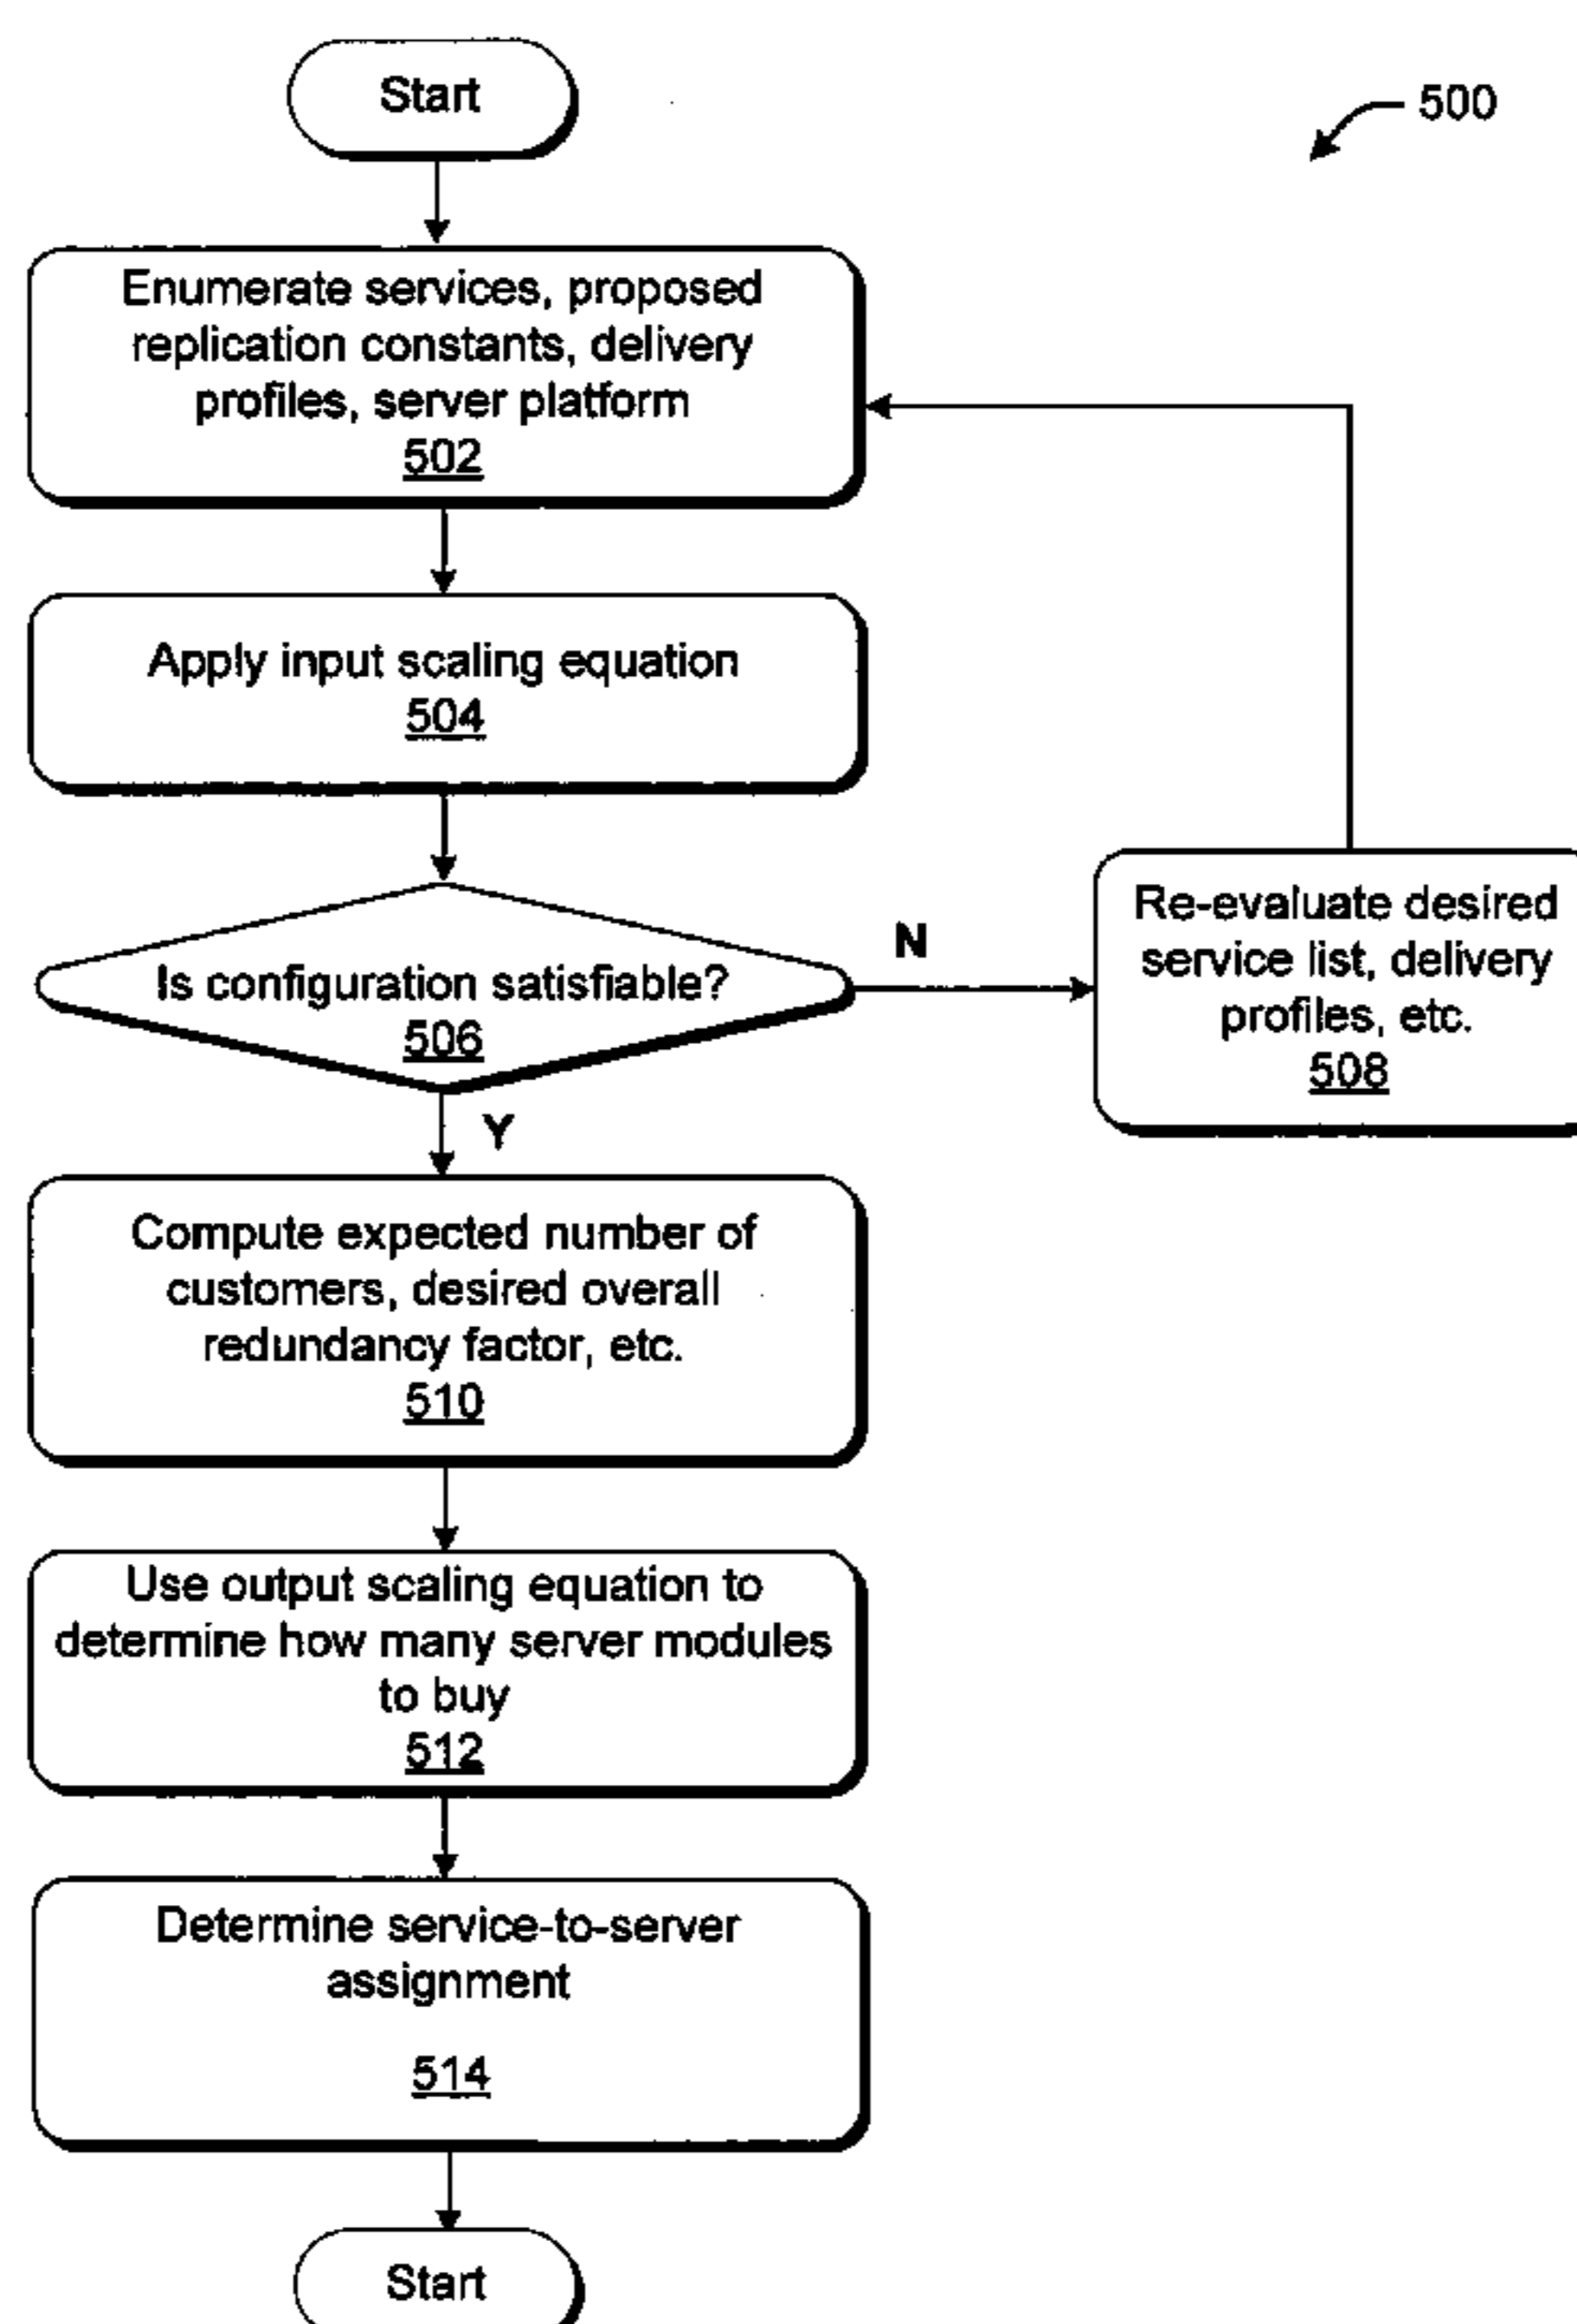 Start
500
Enumerate services, proposed
replication constants, delivery
profiles, server platform
502
Apply input scaling equation
504
Is configuration satisfiable?
506
N
Re-evaluate desired
service list, delivery
profiles, etc.
508
Y
Compute expected number of
customers, desired overall
redundancy factor, etc.
510
Use output scaling equation to
determine how many server modules
to buy
512
Determine service-to-server
assignment
514
Start